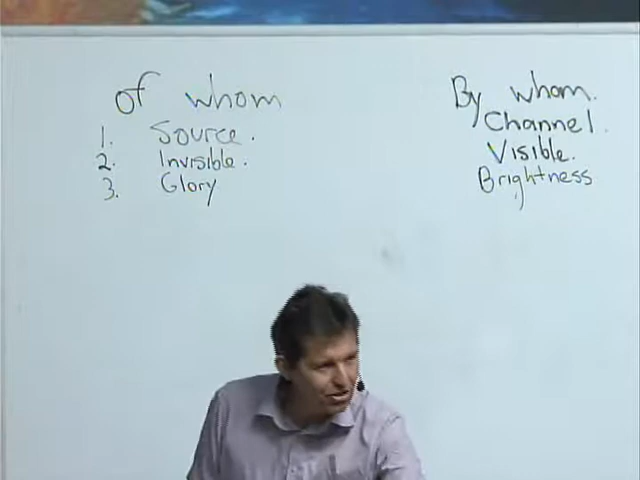 of whom By whom.
1. Source. Channel.
2. Invisible. Visible.
3. Glory Brightness